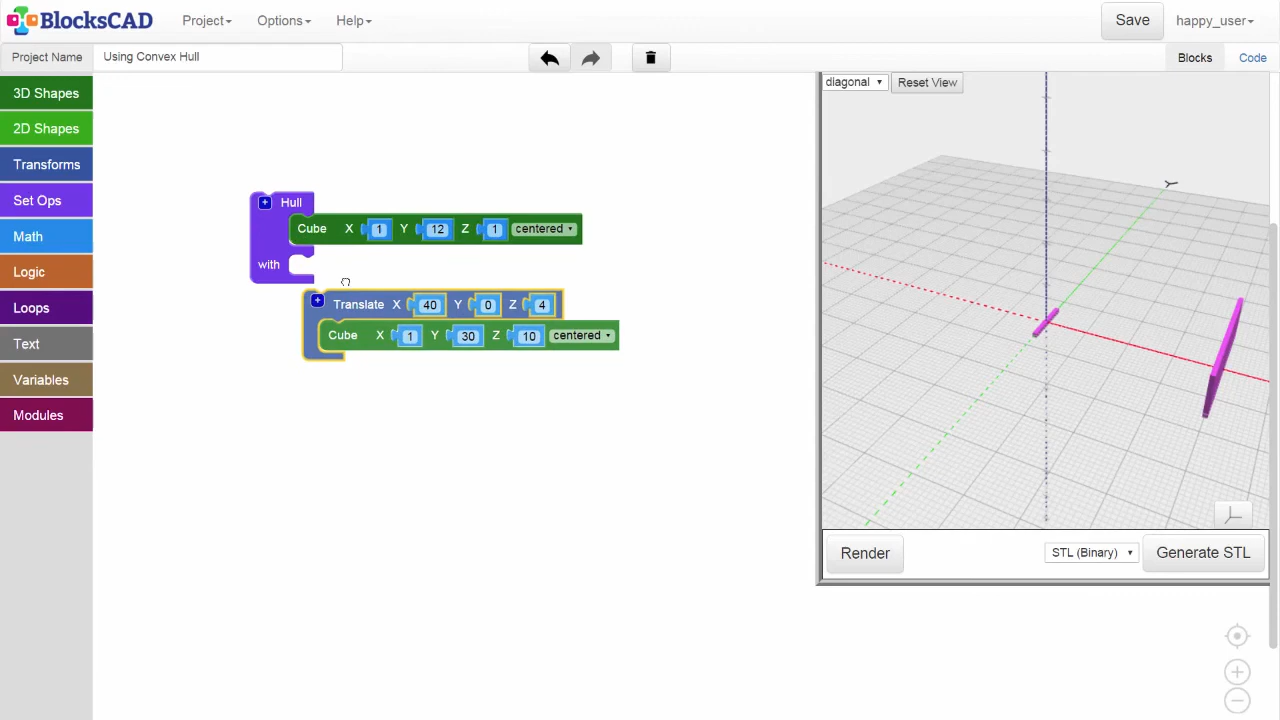 BlocksCAD Project Options Help Save happy_user
Project Name Using Convex Hull Blocks Code
3D Shapes
2D Shapes
Transforms
Set Ops
Math
Logic
Loops
Text
Variables
Modules
+ Hull
Cube X 1 Y 12 Z 1 centered
with
+ Translate X 40 Y 0 Z 4
Cube X 1 Y 30 Z 10 centered
diagonal Reset View
Render STL (Binary) Generate STL